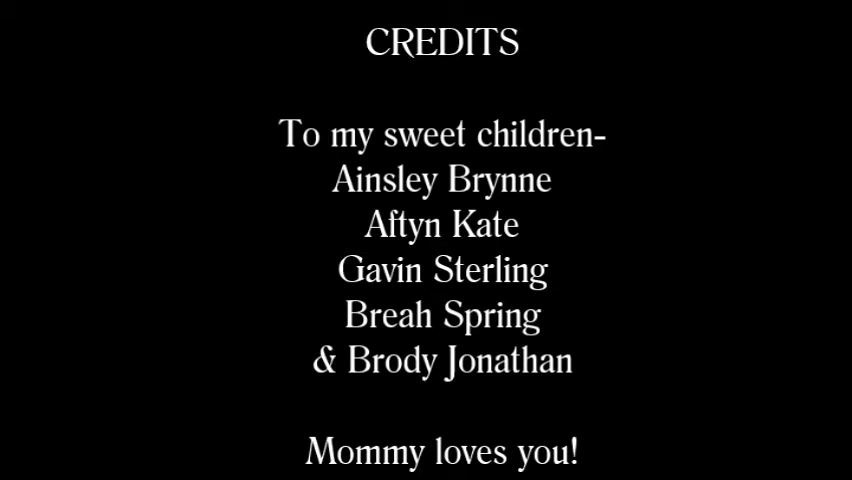 CREDITS
To my sweet children-
Ainsley Brynne
Aftyn Kate
Gavin Sterling
Breah Spring
& Brody Jonathan
Mommy loves you!